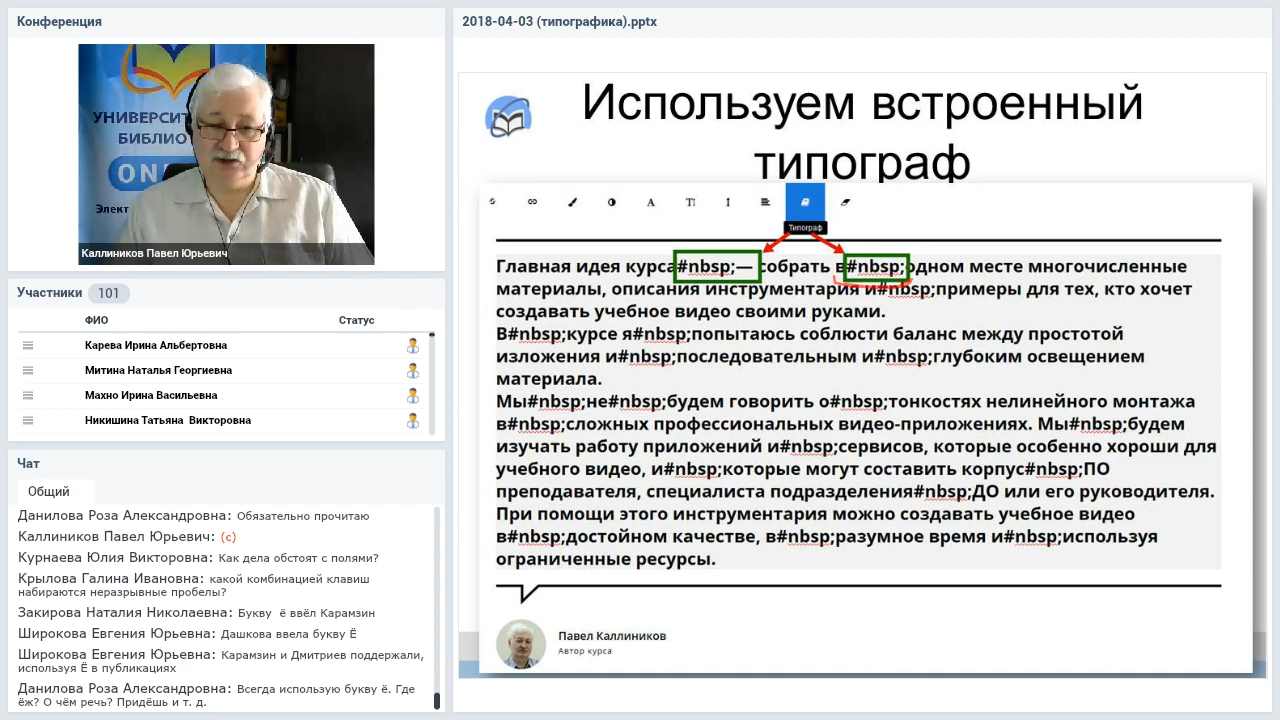 Конференция
УНИВЕРСИТ
БИБЛИО
ON
Элект
Каллиников Павел Юрьевич
Участники 101
ФИО Статус
Карева Ирина Альбертовна
Митина Наталья Георгиевна
Махно Ирина Васильевна
Никишина Татьяна Викторовна
Чат
Общий
Данилова Роза Александровна: Обязательно прочитаю
Каллиников Павел Юрьевич: (с)
Курнаева Юлия Викторовна: Как дела обстоят с полями?
Крылова Галина Ивановна: какой комбинацией клавиш
набираются неразрывные пробелы?
Закирова Наталия Николаевна: Букву ё ввёл Карамзин
Широкова Евгения Юрьевна: Дашкова ввела букву Ё
Широкова Евгения Юрьевна: Карамзин и Дмитриев поддержали,
используя Ё в публикациях
Данилова Роза Александровна: Всегда использую букву ё. Где
ёж? О чём речь? Придёшь и т. д.
2018-04-03 (типографика).pptx
Используем встроенный
типограф
Типограф
Главная идея курса#nbsp;— собрать в#nbsp;одном месте многочисленные
материалы, описания инструментария и#nbsp;примеры для тех, кто хочет
создавать учебное видео своими руками.
В#nbsp;курсе я#nbsp;попытаюсь соблюсти баланс между простотой
изложения и#nbsp;последовательным и#nbsp;глубоким освещением
материала.
Мы#nbsp;не#nbsp;будем говорить о#nbsp;тонкостях нелинейного монтажа
в#nbsp;сложных профессиональных видео-приложениях. Мы#nbsp;будем
изучать работу приложений и#nbsp;сервисов, которые особенно хороши для
учебного видео, и#nbsp;которые могут составить корпус#nbsp;ПО
преподавателя, специалиста подразделения#nbsp;ДО или его руководителя.
При помощи этого инструментария можно создавать учебное видео
в#nbsp;достойном качестве, в#nbsp;разумное время и#nbsp;используя
ограниченные ресурсы.
Павел Каллиников
Автор курса